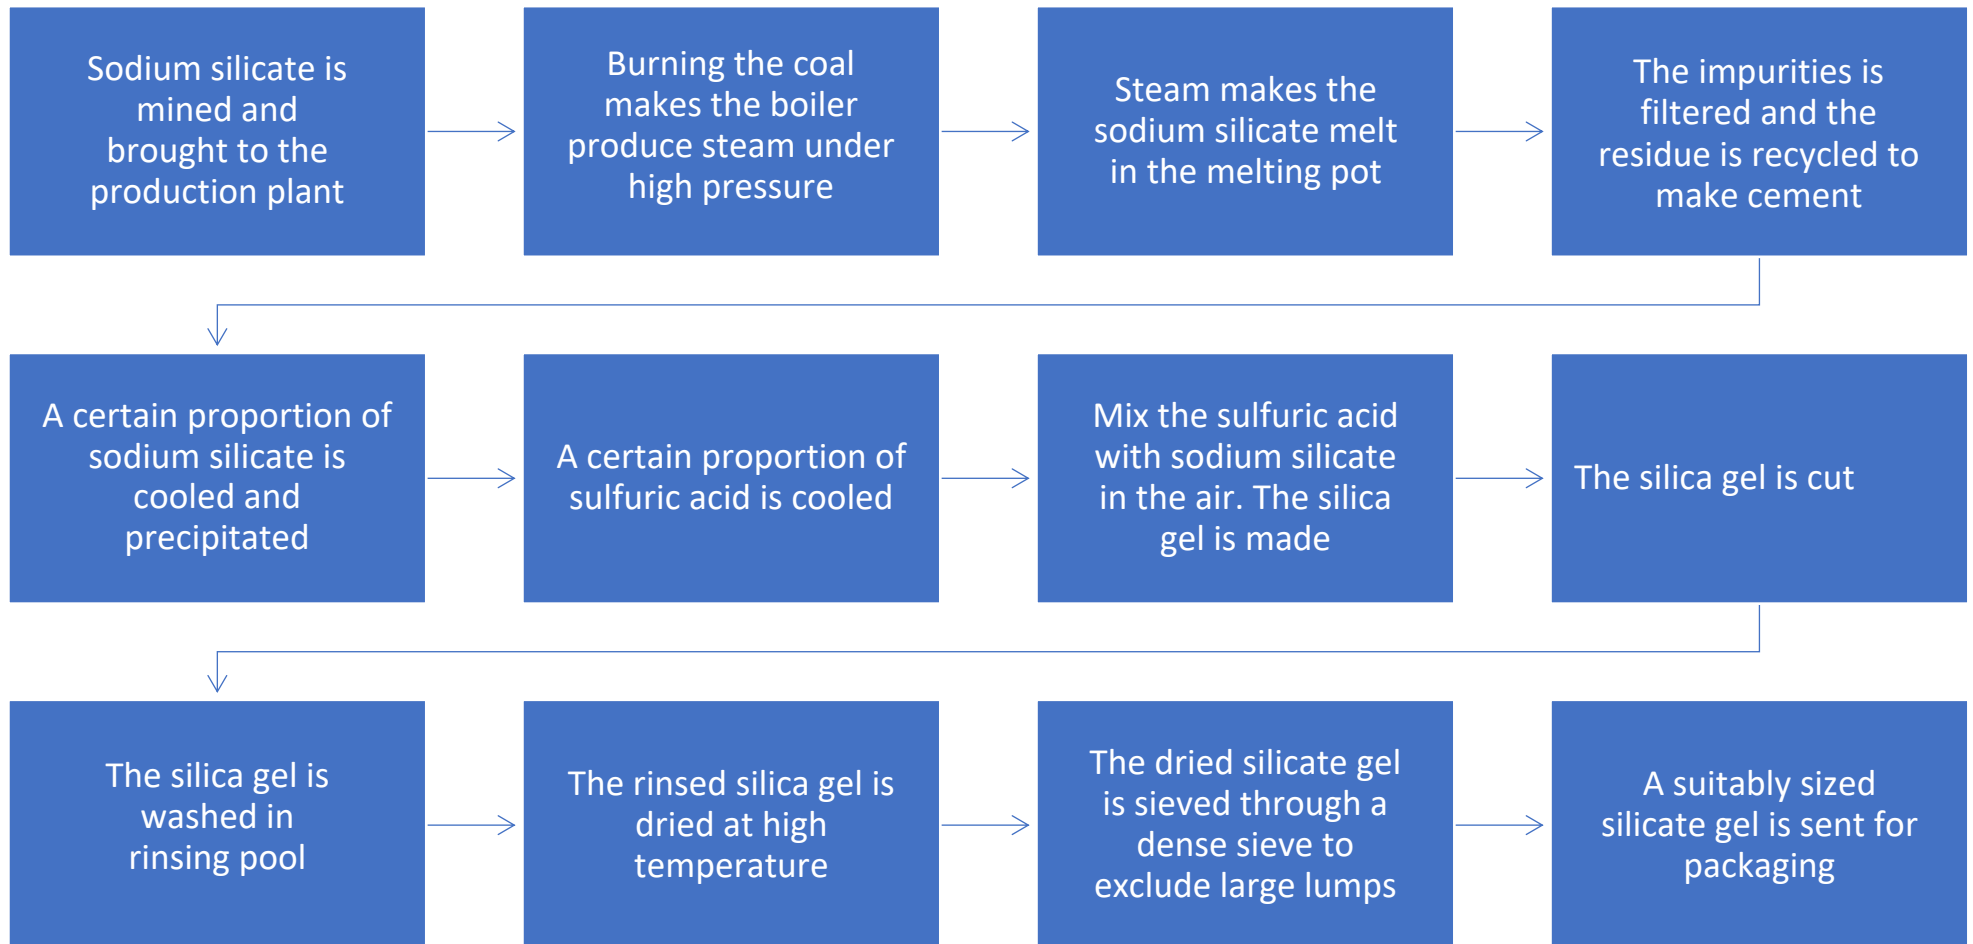 Sodium silicate is
mined and
brought to the
production plant
Burning the coal
makes the boiler
produce steam under
high pressure
Steam makes the
sodium silicate melt
in the melting pot
The impurities is
filtered and the
residue is recycled to
make cement
A certain proportion of
sodium silicate is
cooled and
precipitated
A certain proportion of
sulfuric acid is cooled
Mix the sulfuric acid
with sodium silicate
in the air. The silica
gel is made
The silica gel is cut
The silica gel is
washed in
rinsing pool
The rinsed silica gel is
dried at high
temperature
The dried silicate gel
is sieved through a
dense sieve to
exclude large lumps
A suitably sized
silicate gel is sent for
packaging